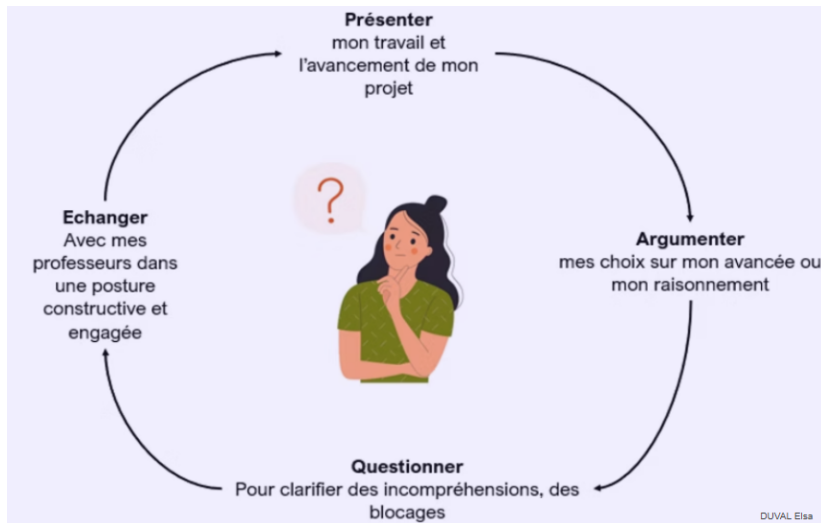 Présenter
mon travail et
l'avancement de mon
projet
?
Argumenter
mes choix sur mon avancée ou
mon raisonnement
Questionner
Pour clarifier des incompréhensions, des
blocages
Echanger
Avec mes
professeurs dans
une posture
constructive et
engagée
DUVAL Elsa